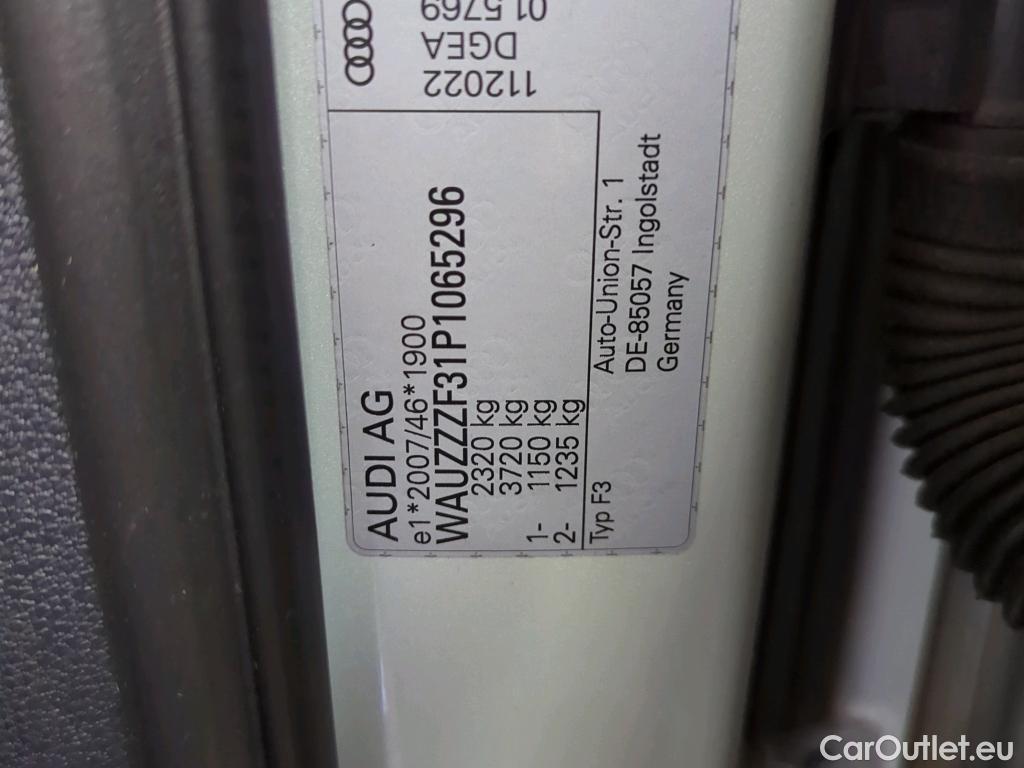 AUDI AG
e1*2007/46*1900
WAUZZZF31P1065296
2320 kg
3720 kg
1- 1150 kg
2- 1235 kg
Typ F3
Auto-Union-Str. 1
DE-85057 Ingolstadt
Germany
112022
DGEA
01 5769
CarOutlet.eu